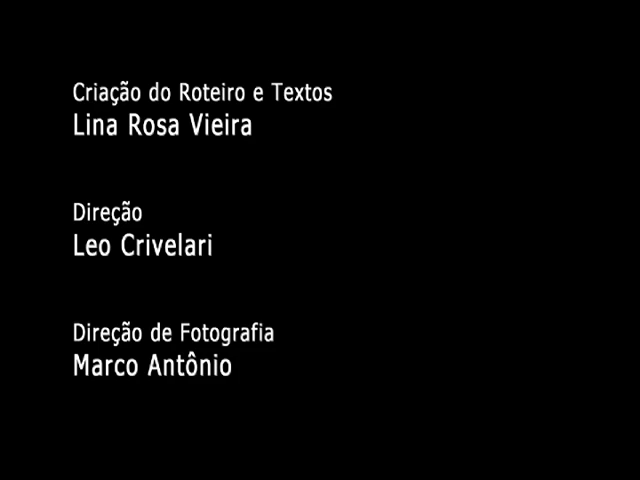 Criação do Roteiro e Textos
Lina Rosa Vieira
Direção
Leo Crivelari
Direção de Fotografia
Marco Antônio